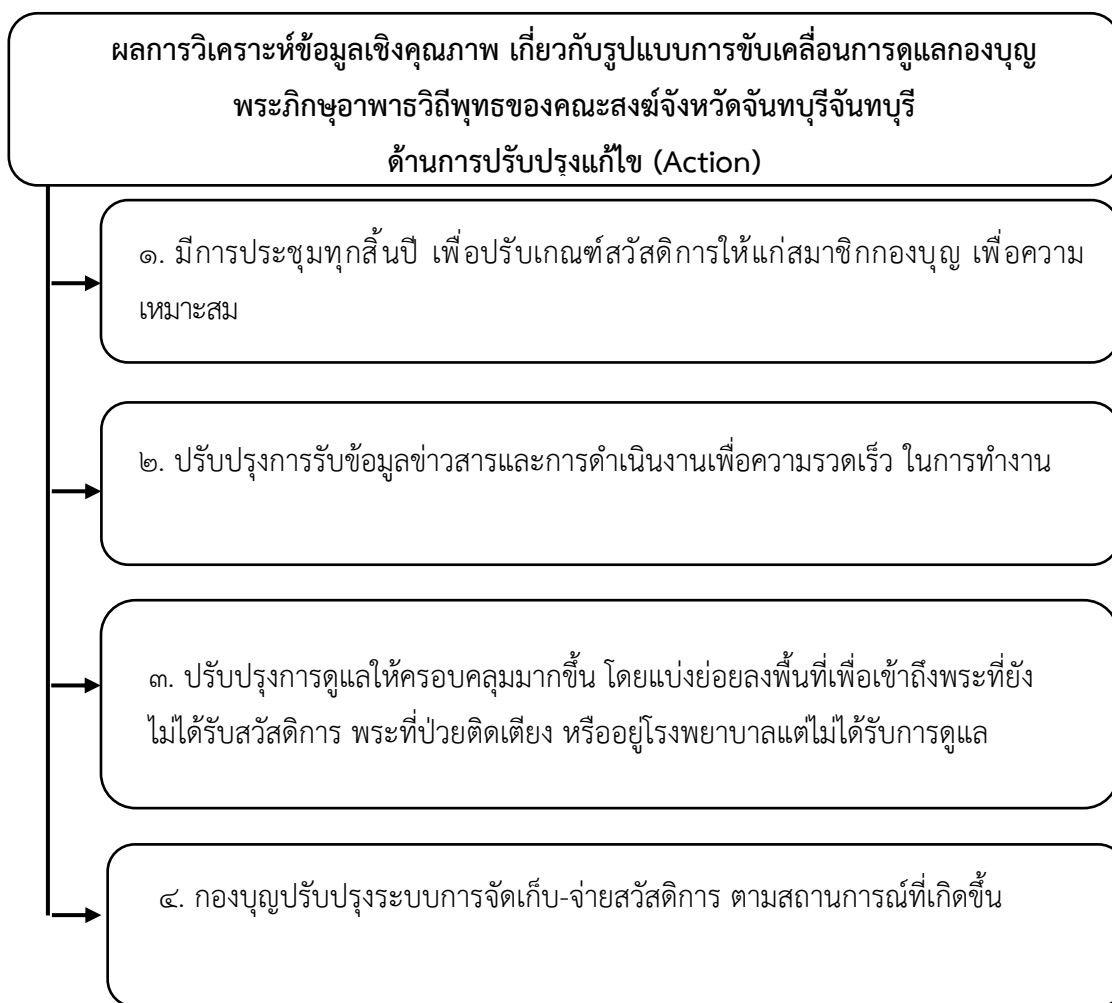 ผลการวิเคราะห์ข้อมูลเชิงคุณภาพ เกี่ยวกับรูปแบบการขับเคลื่อนการดูแลกองบุญ
พระภิกษุอาพาธวิถีพุทธของคณะสงฆ์จังหวัดจันทบุรีจันทบุรี
ด้านการปรับปรุงแก้ไข (Action)
๑. มีการประชุมทุกสิ้นปี เพื่อปรับเกณฑ์สวัสดิการให้แก่สมาชิกกองบุญ เพื่อความ
เหมาะสม
๒. ปรับปรุงการรับข้อมูลข่าวสารและการดำเนินงานเพื่อความรวดเร็ว ในการทำงาน
๓. ปรับปรุงการดูแลให้ครอบคลุมมากขึ้น โดยแบ่งย่อยลงพื้นที่เพื่อเข้าถึงพระที่ยัง
ไม่ได้รับสวัสดิการ พระที่ป่วยติดเตียง หรืออยู่โรงพยาบาลแต่ไม่ได้รับการดูแล
๔. กองบุญปรับปรุงระบบการจัดเก็บ-จ่ายสวัสดิการ ตามสถานการณ์ที่เกิดขึ้น